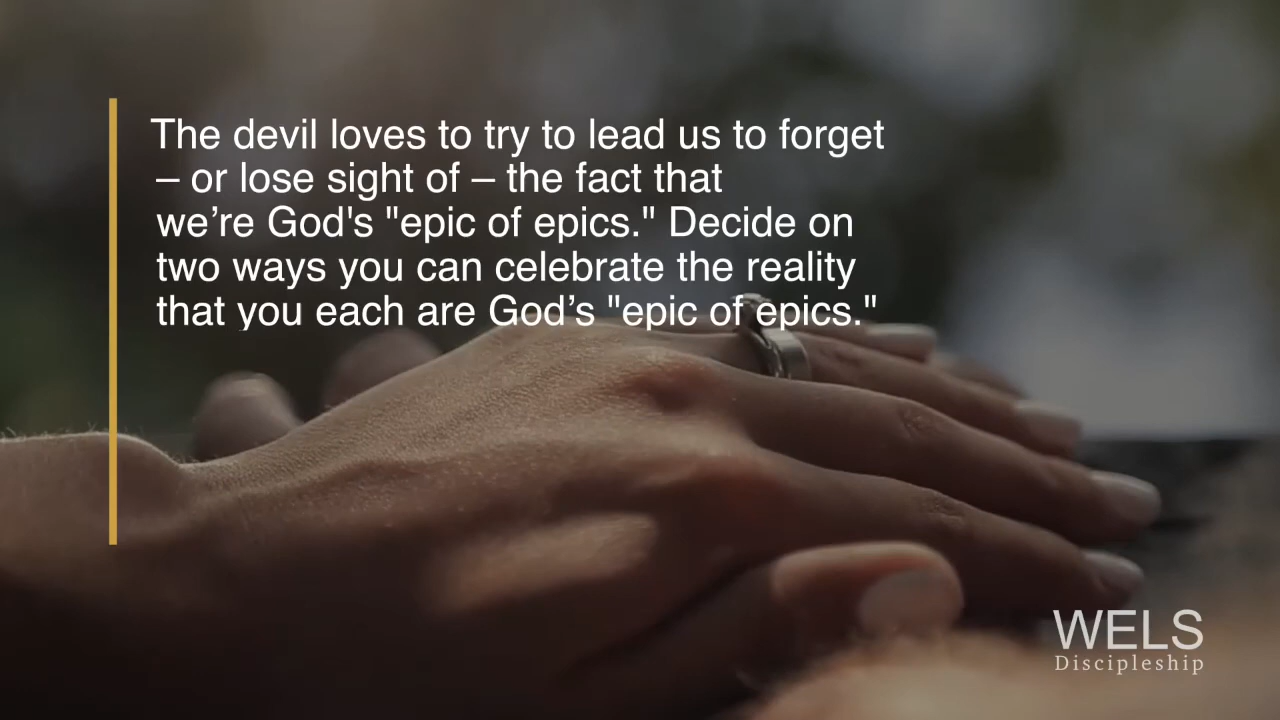 The devil loves to try to lead us to forget
– or lose sight of – the fact that
we’re God's "epic of epics." Decide on
two ways you can celebrate the reality
that you each are God’s "epic of epics."
WELS
Discipleship